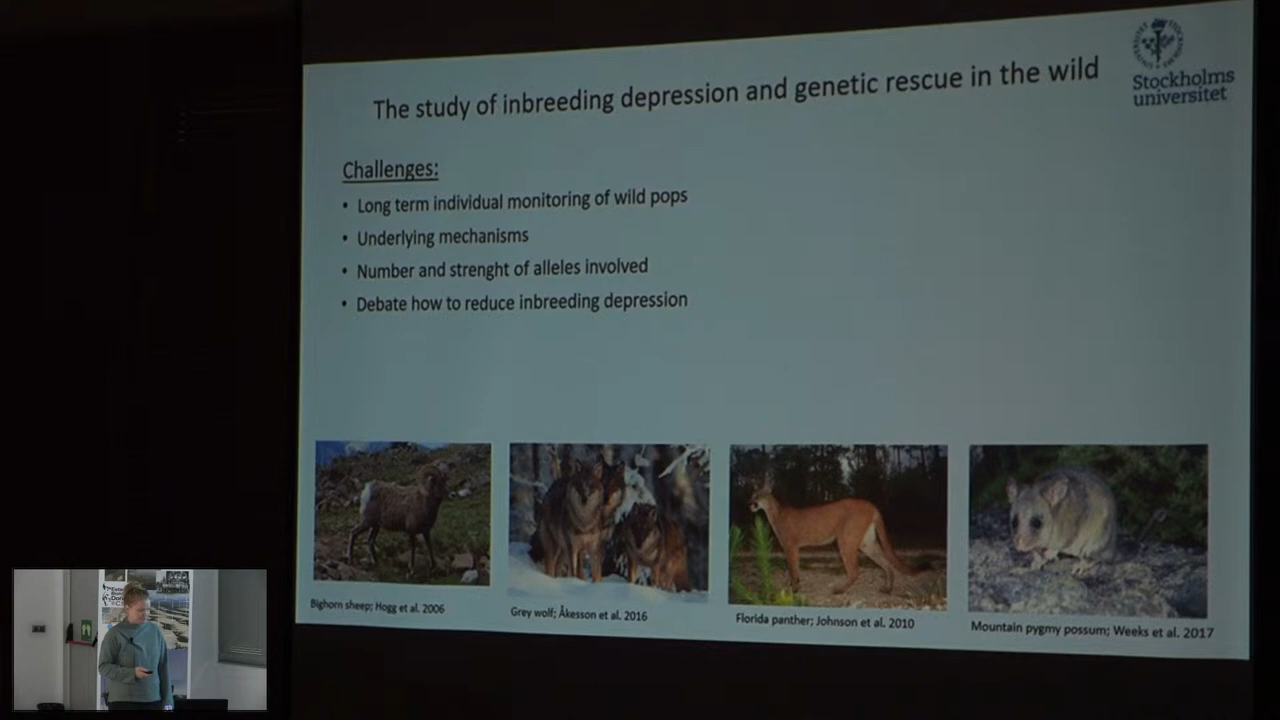 Stockholms
universitet
The study of inbreeding depression and genetic rescue in the wild
Challenges:
• Long term individual monitoring of wild pops
• Underlying mechanisms
• Number and strenght of alleles involved
• Debate how to reduce inbreeding depression
Bighorn sheep; Hogg et al. 2006
Grey wolf; Åkesson et al. 2016
Florida panther; Johnson et al. 2010
Mountain pygmy possum; Weeks et al. 2017